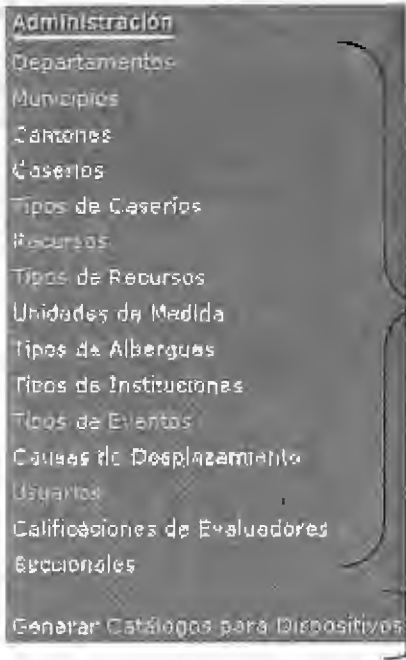 Administración
Departamentos
Municipios
Cantones
Caseríos
Tipos de Caseríos
Recursos
Tipos de Recursos
Unidades de Medida
Tipos de Albergues
Tipos de Instituciones
Tipos de Eventos
Causas de Desplazamiento
Usuarios
Calificaciones de Evaluadores
Seccionales
Generar Catálogos para Dispositivos